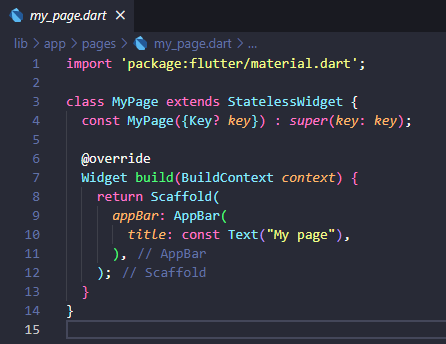 my_page.dart ×
lib > app > pages > my_page.dart > ...
1 import 'package:flutter/material.dart';
2
3 class MyPage extends StatelessWidget {
4   const MyPage({Key? key}) : super(key: key);
5
6   @override
7   Widget build(BuildContext context) {
8     return Scaffold(
9       appBar: AppBar(
10         title: const Text("My page"),
11       ), // AppBar
12     ); // Scaffold
13   }
14 }
15